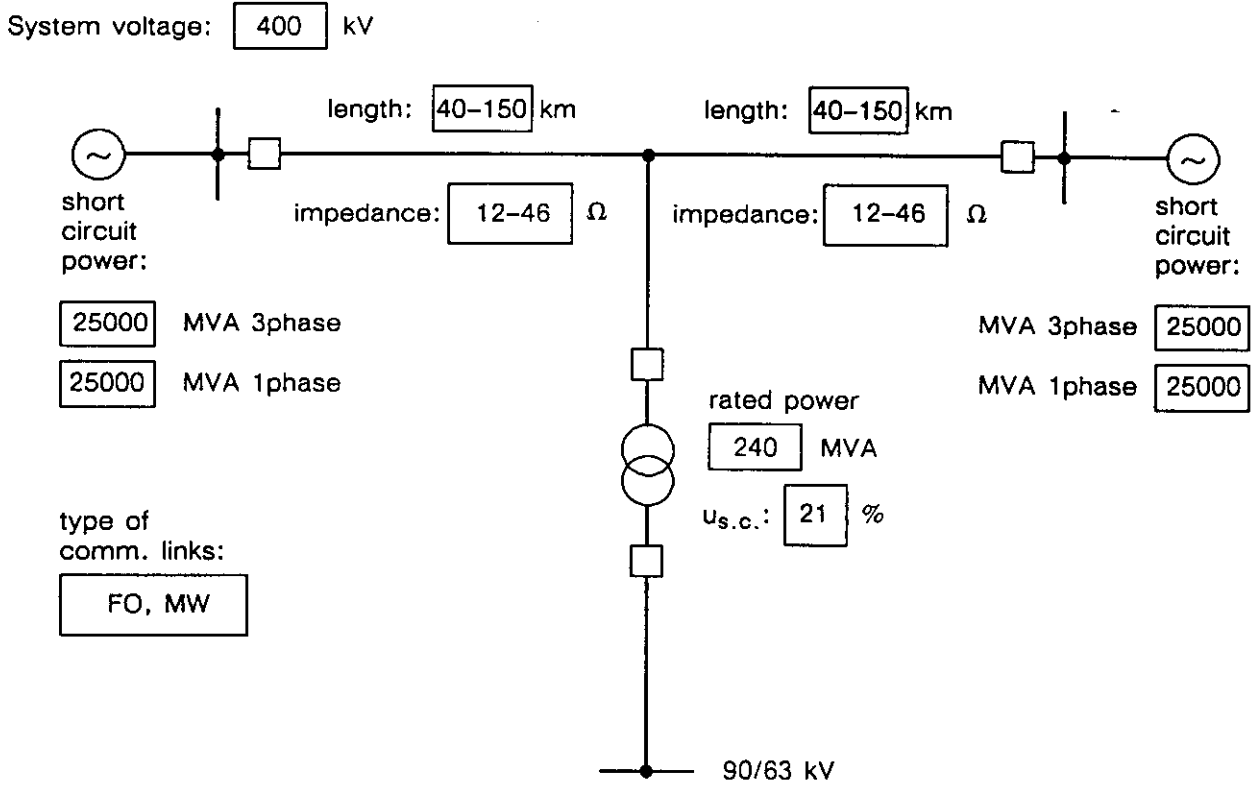 System voltage: 400 kV
length: 40–150 km length: 40–150 km
~ ~
impedance: 12–46 Ω impedance: 12–46 Ω
short
circuit
power:
short
circuit
power:
25000 MVA 3phase
25000 MVA 1phase
MVA 3phase 25000
MVA 1phase 25000
rated power
240 MVA
us.c.: 21 %
type of
comm. links:
FO, MW
90/63 kV